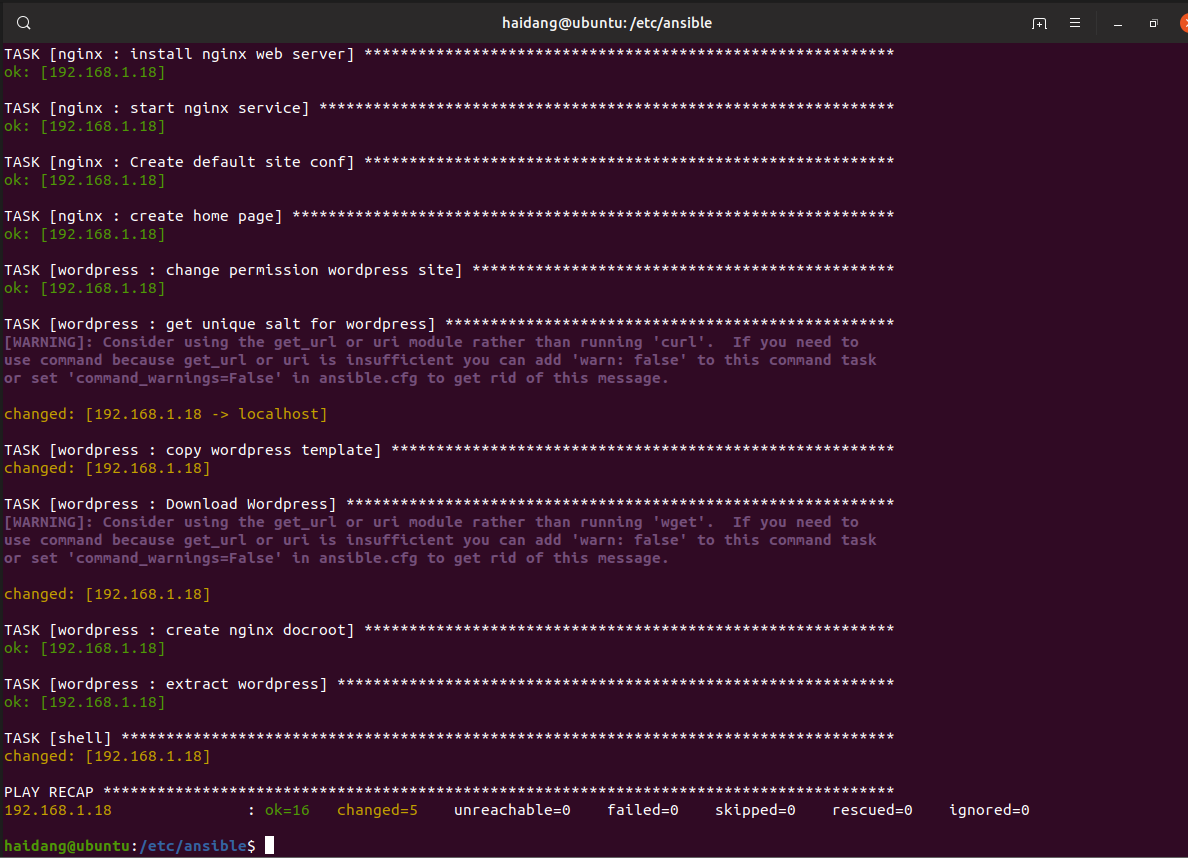 haidang@ubuntu: /etc/ansible
TASK [nginx : install nginx web server] ***********************************************************
ok: [192.168.1.18]
TASK [nginx : start nginx service] ****************************************************************
ok: [192.168.1.18]
TASK [nginx : Create default site conf] ***********************************************************
ok: [192.168.1.18]
TASK [nginx : create home page] *******************************************************************
ok: [192.168.1.18]
TASK [wordpress : change permission wordpress site] ***********************************************
ok: [192.168.1.18]
TASK [wordpress : get unique salt for wordpress] **************************************************
[WARNING]: Consider using the get_url or uri module rather than running 'curl'.  If you need to
use command because get_url or uri is insufficient you can add 'warn: false' to this command task
or set 'command_warnings=False' in ansible.cfg to get rid of this message.
changed: [192.168.1.18 -> localhost]
TASK [wordpress : copy wordpress template] ********************************************************
changed: [192.168.1.18]
TASK [wordpress : Download Wordpress] *************************************************************
[WARNING]: Consider using the get_url or uri module rather than running 'wget'.  If you need to
use command because get_url or uri is insufficient you can add 'warn: false' to this command task
or set 'command_warnings=False' in ansible.cfg to get rid of this message.
changed: [192.168.1.18]
TASK [wordpress : create nginx docroot] ***********************************************************
ok: [192.168.1.18]
TASK [wordpress : extract wordpress] **************************************************************
ok: [192.168.1.18]
TASK [shell] **************************************************************************************
changed: [192.168.1.18]
PLAY RECAP ****************************************************************************************
192.168.1.18               : ok=16   changed=5    unreachable=0    failed=0    skipped=0    rescued=0    ignored=0
haidang@ubuntu:/etc/ansible$